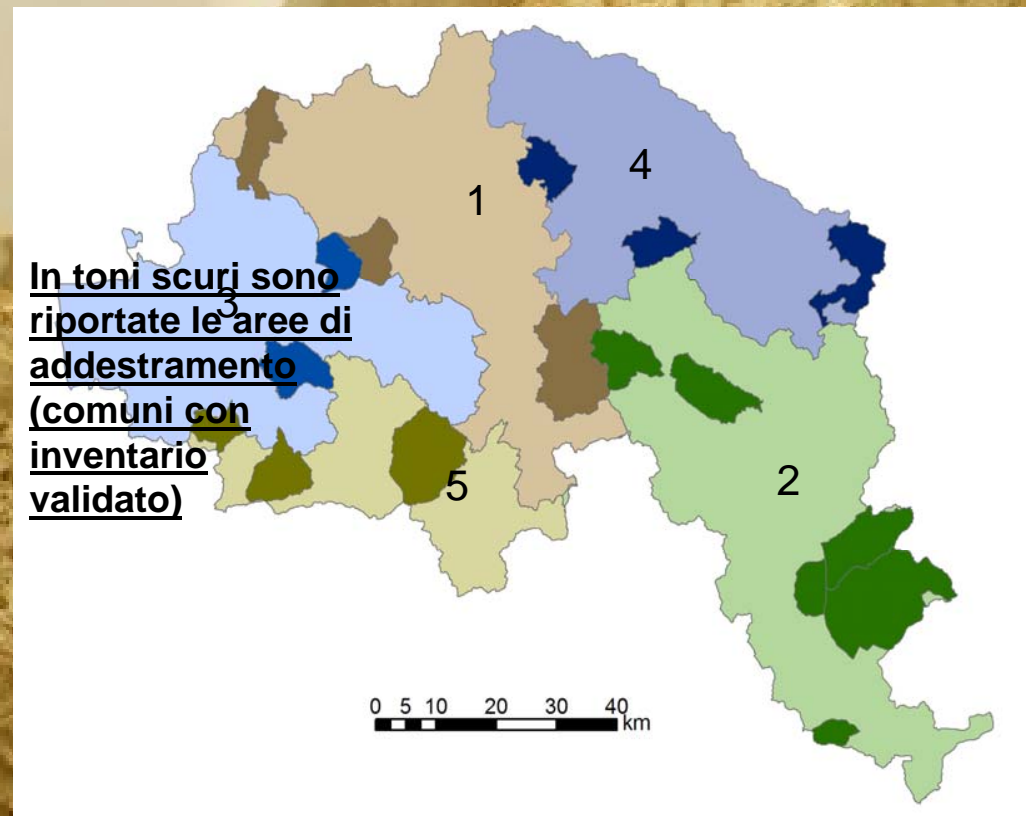 4
1
In toni scuri sono
3
riportate le aree di
addestramento
(comuni con
inventario
validato)
5
2
0 5 10 20 30 40
km